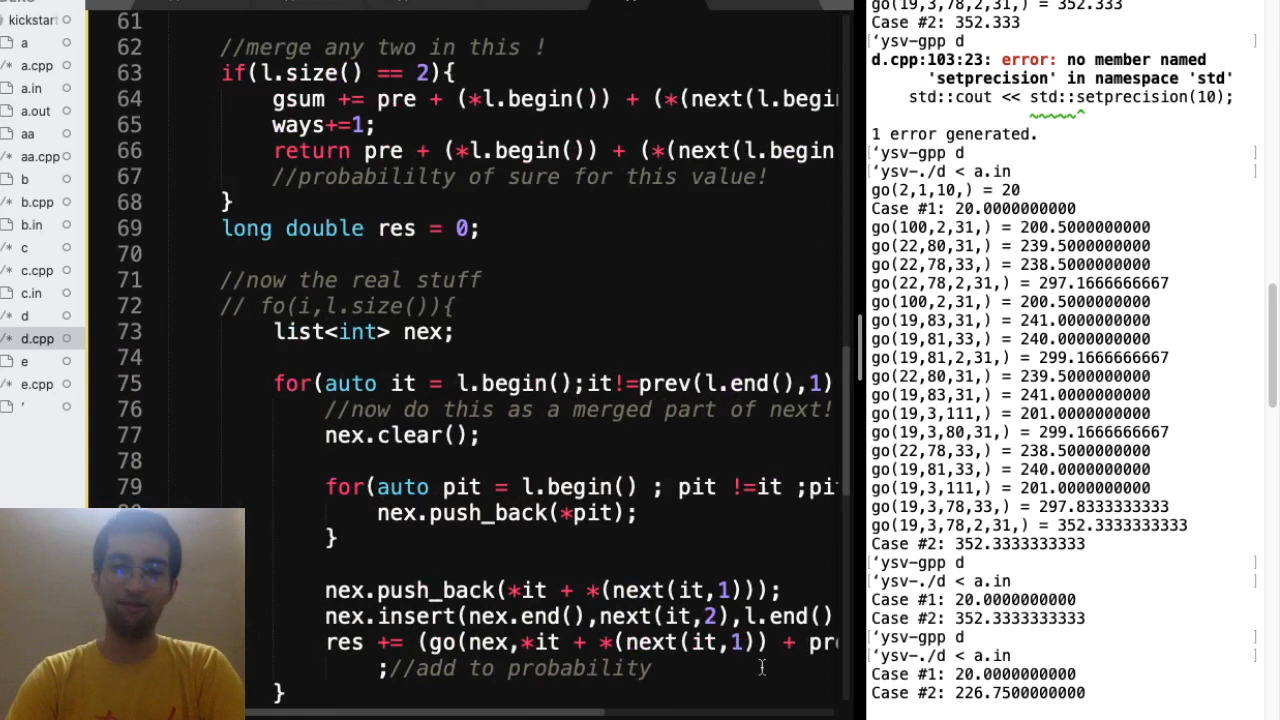 kickstart
a
a.cpp
a.in
a.out
aa
aa.cpp
b
b.cpp
b.in
c
c.cpp
c.in
d
d.cpp
e
e.cpp
'
61
62 //merge any two in this !
63 if(l.size() == 2){
64 gsum += pre + (*l.begin()) + (*(next(l.begi
65 ways+=1;
66 return pre + (*l.begin()) + (*(next(l.begin
67 //probabililty of sure for this value!
68 }
69 long double res = 0;
70
71 //now the real stuff
72 // fo(i,l.size()){
73 list<int> nex;
74
75 for(auto it = l.begin();it!=prev(l.end(),1)
76 //now do this as a merged part of next!
77 nex.clear();
78
79 for(auto pit = l.begin() ; pit !=it ;pi
nex.push_back(*pit);
}
nex.push_back(*it + *(next(it,1)));
nex.insert(nex.end(),next(it,2),l.end()
res += (go(nex,*it + *(next(it,1)) + pre
;//add to probability
}
go(19,3,78,2,31,) = 352.333
Case #2: 352.333
‘ysv-gpp d
d.cpp:103:23: error: no member named
'setprecision' in namespace 'std'
std::cout << std::setprecision(10);
~~~~~^
1 error generated.
‘ysv-gpp d
‘ysv-./d < a.in
go(2,1,10,) = 20
Case #1: 20.0000000000
go(100,2,31,) = 200.5000000000
go(22,80,31,) = 239.5000000000
go(22,78,33,) = 238.5000000000
go(22,78,2,31,) = 297.1666666667
go(100,2,31,) = 200.5000000000
go(19,83,31,) = 241.0000000000
go(19,81,33,) = 240.0000000000
go(19,81,2,31,) = 299.1666666667
go(22,80,31,) = 239.5000000000
go(19,83,31,) = 241.0000000000
go(19,3,111,) = 201.0000000000
go(19,3,80,31,) = 299.1666666667
go(22,78,33,) = 238.5000000000
go(19,81,33,) = 240.0000000000
go(19,3,111,) = 201.0000000000
go(19,3,78,33,) = 297.8333333333
go(19,3,78,2,31,) = 352.3333333333
Case #2: 352.3333333333
‘ysv-gpp d
‘ysv-./d < a.in
Case #1: 20.0000000000
Case #2: 352.3333333333
‘ysv-gpp d
‘ysv-./d < a.in
Case #1: 20.0000000000
Case #2: 226.7500000000